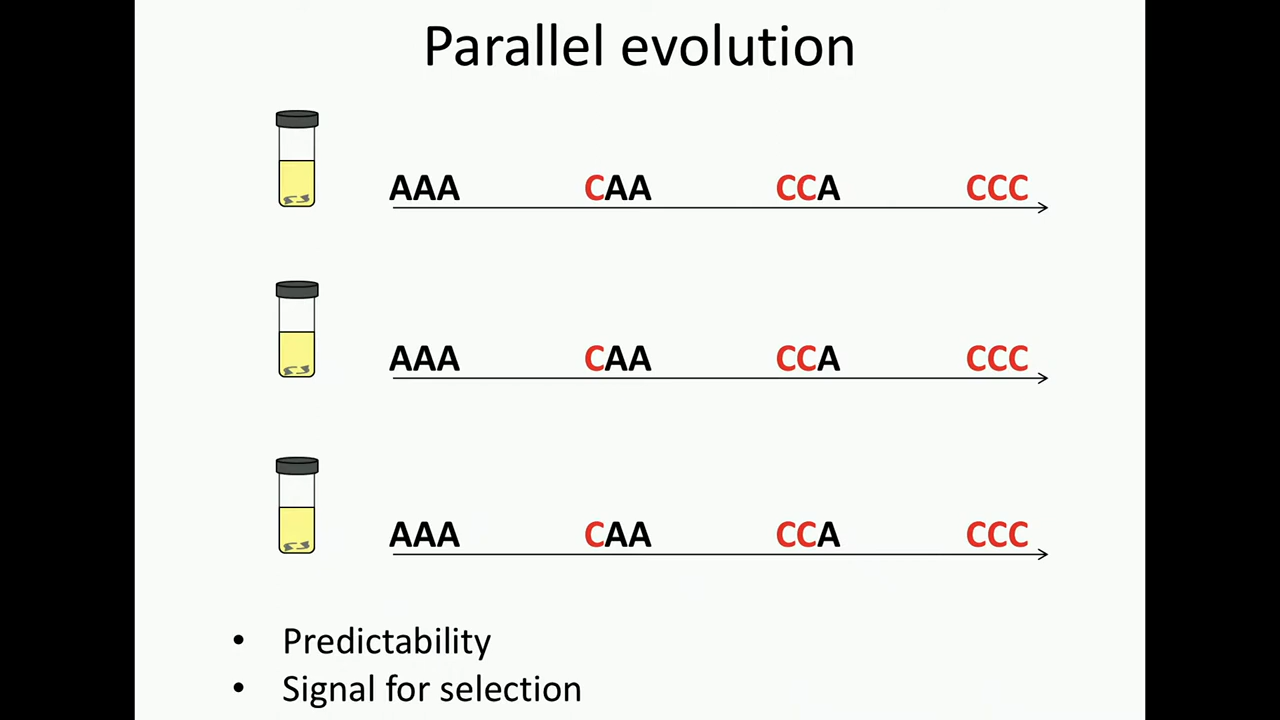 Parallel evolution
AAA CAA CCA CCC
AAA CAA CCA CCC
AAA CAA CCA CCC
• Predictability
• Signal for selection